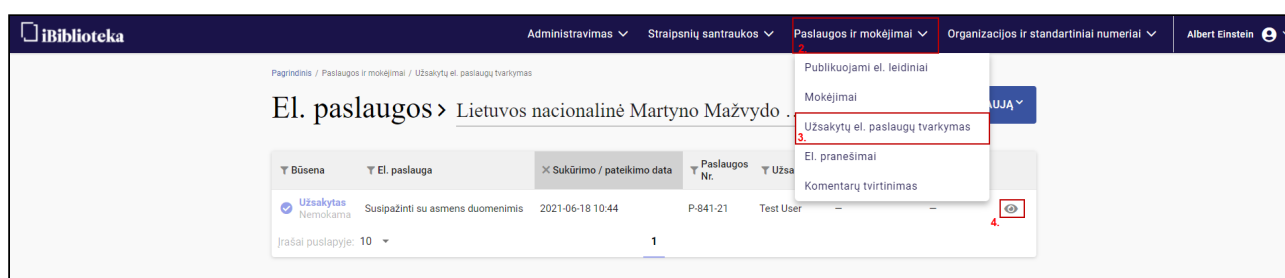 iBiblioteka
Administravimas Straipsnių santraukos Paslaugos ir mokėjimai Organizacijos ir standartiniai numeriai Albert Einstein
2.
Pagrindinis / Paslaugos ir mokėjimai / Užsakytų el. paslaugų tvarkymas
Publikuojami el. leidiniai
Mokėjimai
Užsakytų el. paslaugų tvarkymas
3.
El. pranešimai
Komentarų tvirtinimas
El. paslaugos > Lietuvos nacionalinė Martyno Mažvydo ...
UJĄ
Būsena El. paslauga × Sukūrimo / pateikimo data Paslaugos Nr. Užsa
Užsakytas
Nemokama
Susipažinti su asmens duomenimis 2021-06-18 10:44 P-841-21 Test User – –
4.
Įrašai puslapyje: 10 1